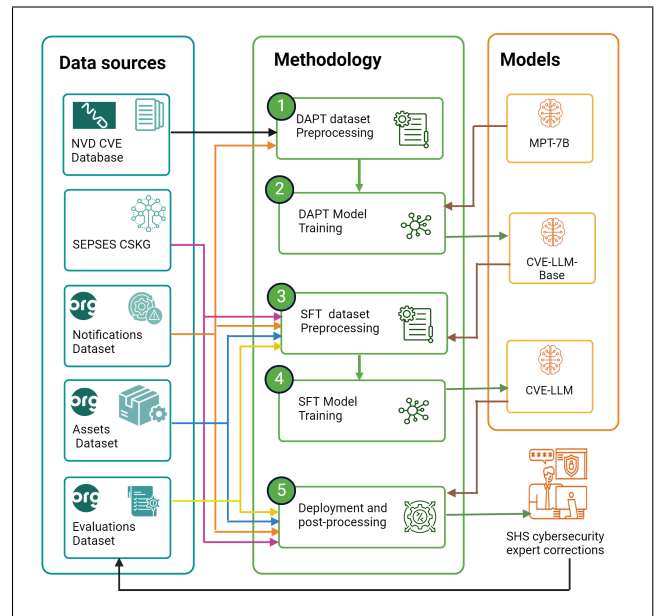 Data sources
NVD CVE
Database
SEPSES CSKG
org
Notifications
Dataset
org
Assets
Dataset
org
Evaluations
Dataset
Methodology
1
DAPT dataset
Preprocessing
2
DAPT Model
Training
3
SFT dataset
Preprocessing
4
SFT Model
Training
5
Deployment and
post-processing
Models
MPT-7B
CVE-LLM-
Base
CVE-LLM
****
SHS cybersecurity
expert corrections